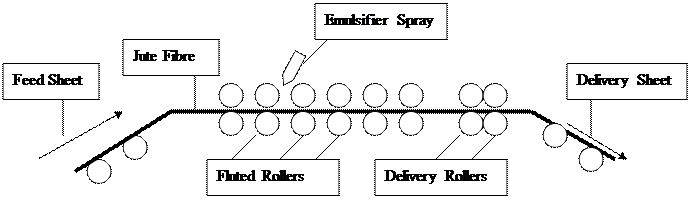 Emulsifier Spray
Jute Fibre
Feed Sheet
Delivery Sheet
Fluted Rollers
Delivery Rollers